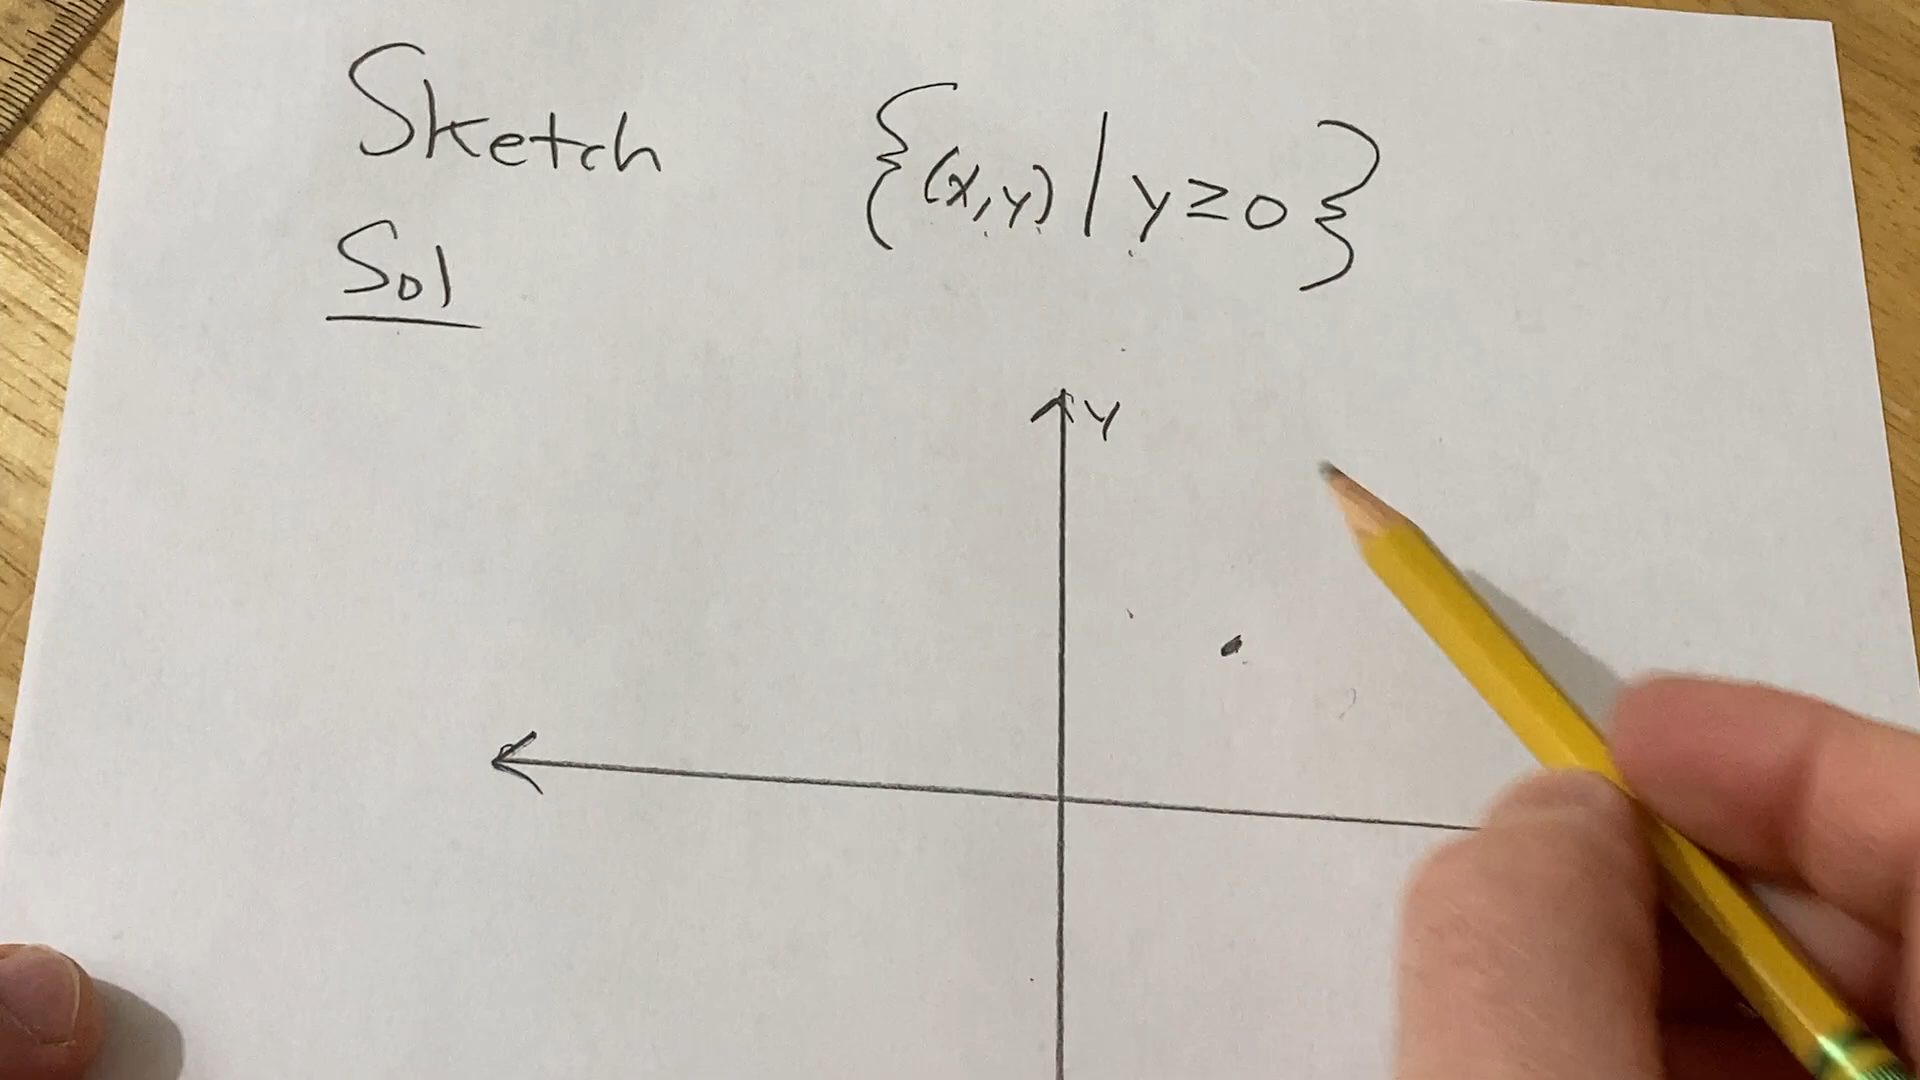 Sketch {(x,y) | y ≥ 0}
Sol
y